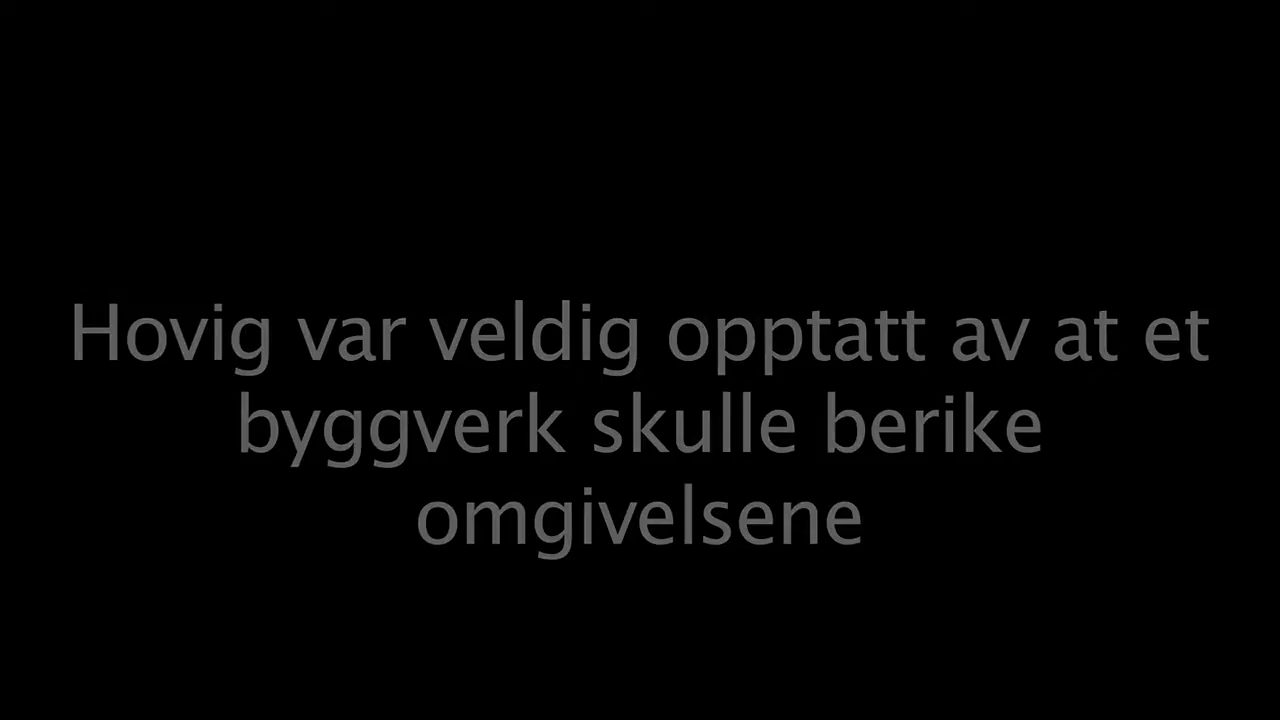 Hovig var veldig opptatt av at et
byggverk skulle berike
omgivelsene